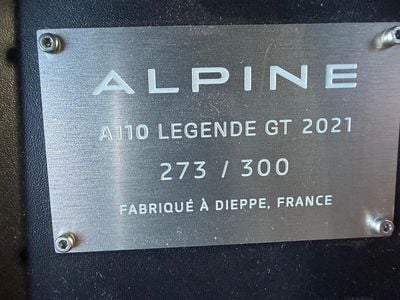 ALPINE
A110 LEGENDE GT 2021
273 / 300
FABRIQUÉ À DIEPPE, FRANCE